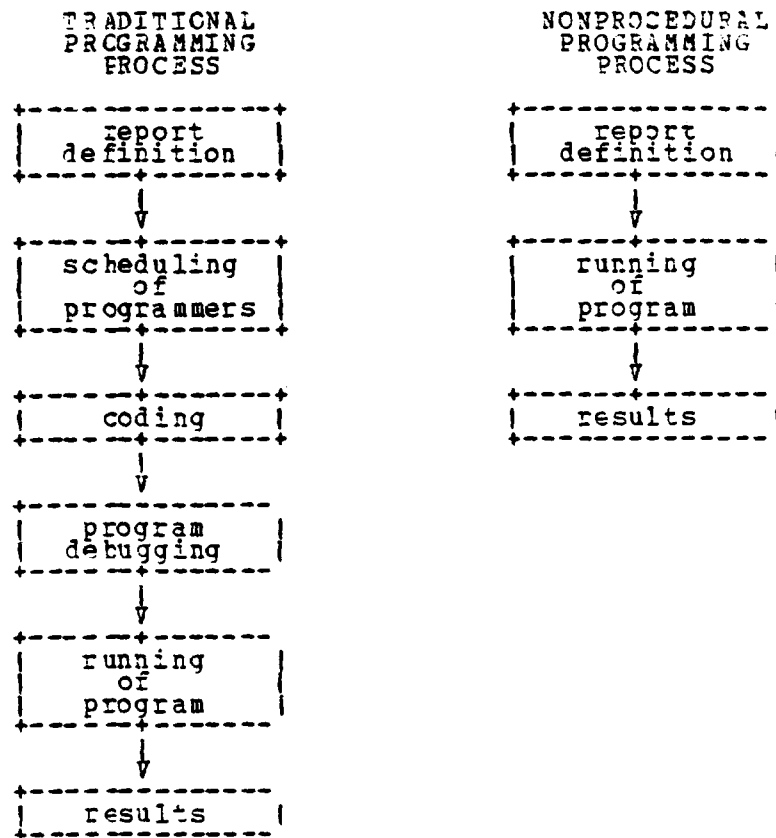 TRADITIONAL
PROGRAMMING
PROCESS
report
definition
scheduling
of
programmers
coding
program
debugging
running
of
program
results
NONPROCEDURAL
PROGRAMMING
PROCESS
report
definition
running
of
program
results